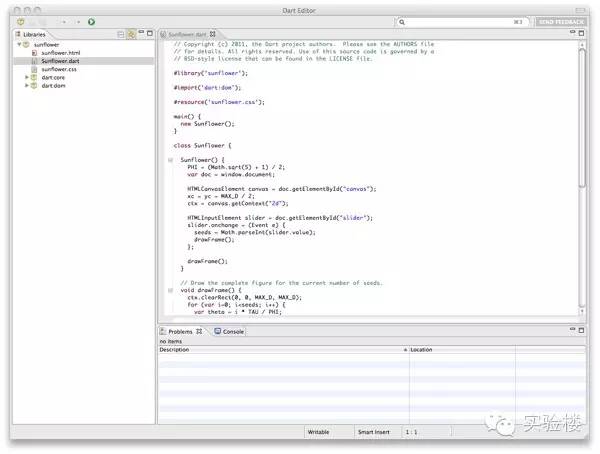 Dart Editor
⌘3
SEND FEEDBACK
Libraries
sunflower
sunflower.html
Sunflower.dart
sunflower.css
dart:core
dart:dom
Sunflower.dart
// Copyright (c) 2011, the Dart project authors.  Please see the AUTHORS file
// for details. All rights reserved. Use of this source code is governed by a
// BSD-style license that can be found in the LICENSE file.
#library('sunflower');
#import('dart:dom');
#resource('sunflower.css');
main() {
new Sunflower();
}
class Sunflower {
Sunflower() {
PHI = (Math.sqrt(5) + 1) / 2;
var doc = window.document;
HTMLCanvasElement canvas = doc.getElementById("canvas");
xc = yc = MAX_D / 2;
ctx = canvas.getContext("2d");
HTMLInputElement slider = doc.getElementById("slider");
slider.onchange = (Event e) {
seeds = Math.parseInt(slider.value);
drawFrame();
};
drawFrame();
}
// Draw the complete figure for the current number of seeds.
void drawFrame() {
ctx.clearRect(0, 0, MAX_D, MAX_D);
for (var i=0; i<seeds; i++) {
var theta = i * TAU / PHI;
Problems
Console
no items
Description
Location
Writable
Smart Insert
1 : 1
实验楼